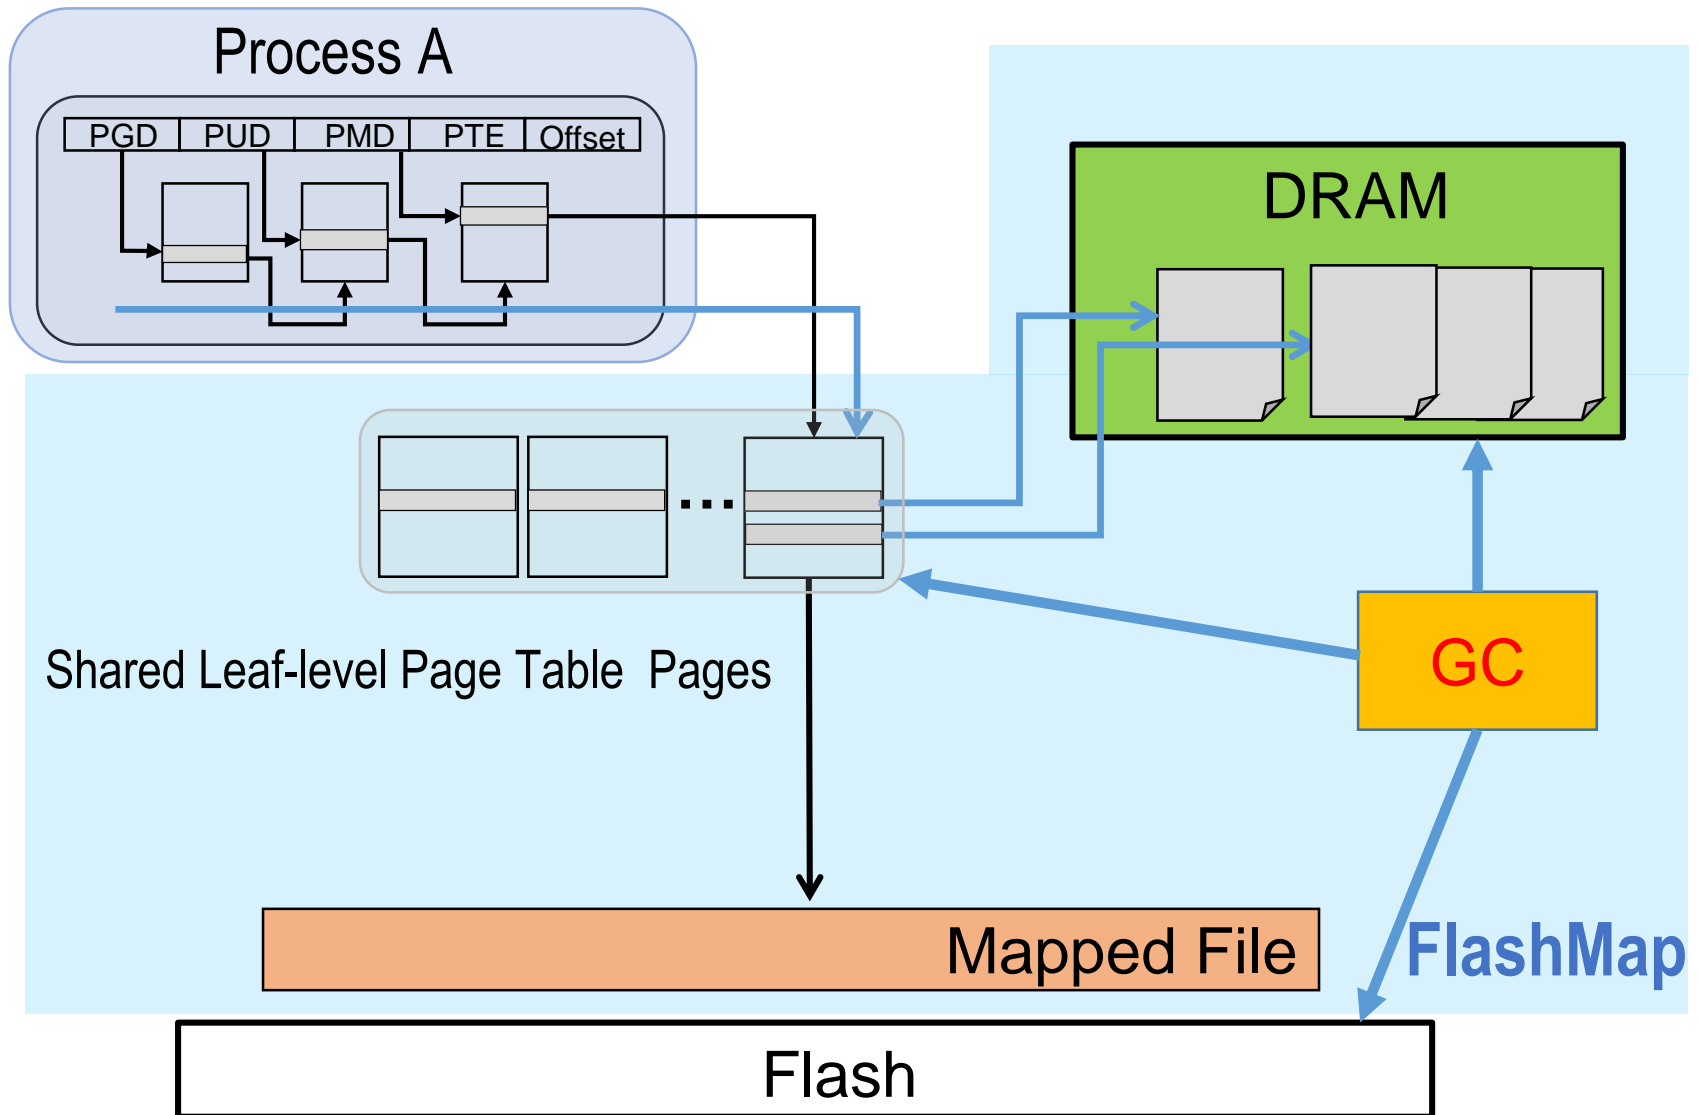 Process A
PGD PUD PMD PTE Offset
DRAM
...
Shared Leaf-level Page Table Pages
GC
Mapped File
FlashMap
Flash